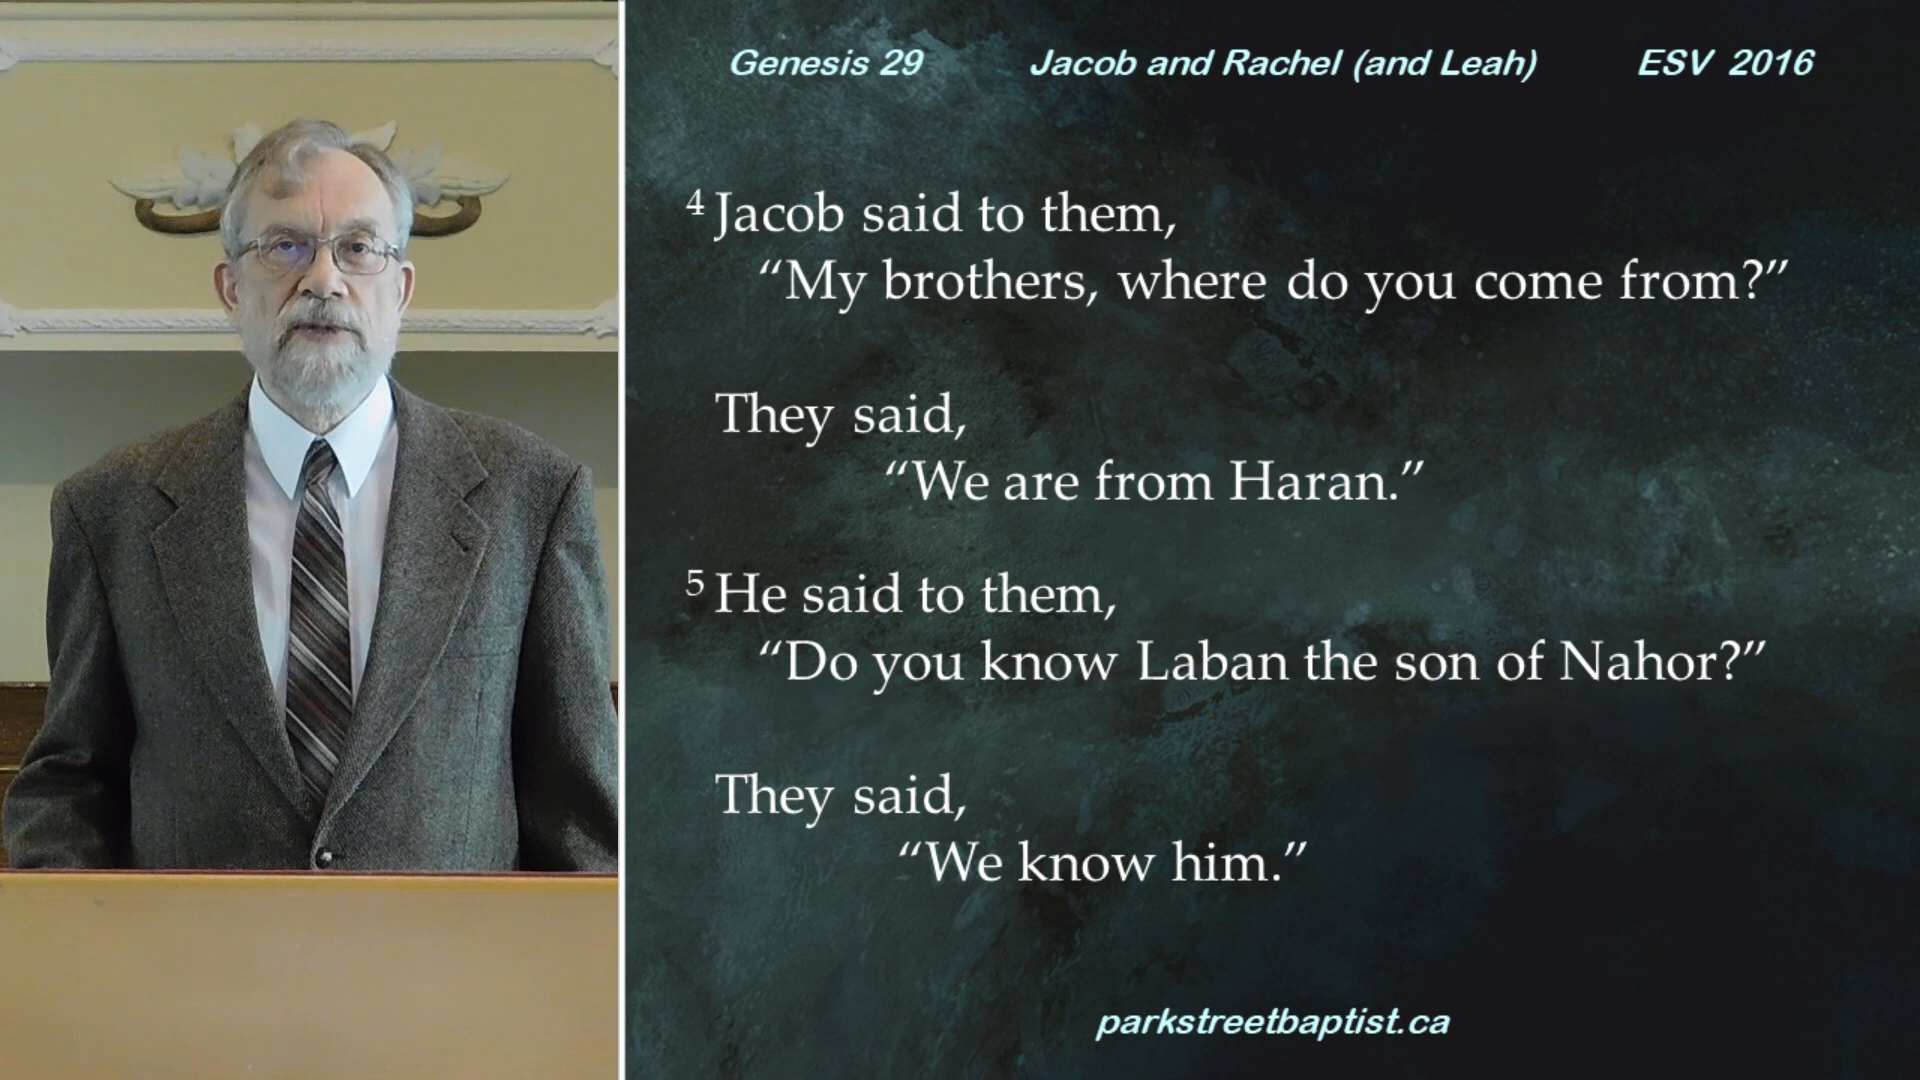 Genesis 29 Jacob and Rachel (and Leah) ESV 2016
4 Jacob said to them,
“My brothers, where do you come from?”
They said,
“We are from Haran.”
5 He said to them,
“Do you know Laban the son of Nahor?”
They said,
“We know him.”
parkstreetbaptist.ca